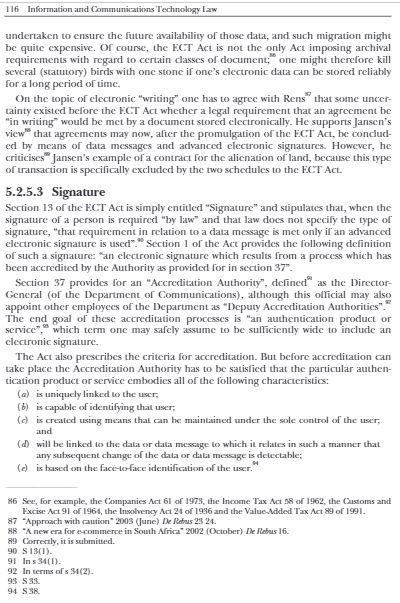 116 Information and Communications Technology Law
undertaken to ensure the future availability of those data, and such migration might
be quite expensive. Of course, the ECT Act is not the only Act imposing archival
requirements with regard to certain classes of document;86 one might therefore kill
several (statutory) birds with one stone if one's electronic data can be stored reliably
for a long period of time.
On the topic of electronic "writing" one has to agree with Rens87 that some uncer-
tainty existed before the ECT Act whether a legal requirement that an agreement be
"in writing" would be met by a document stored electronically. He supports Jansen's
view88 that agreements may now, after the promulgation of the ECT Act, be conclud-
ed by means of data messages and advanced electronic signatures. However, he
criticises89 Jansen's example of a contract for the alienation of land, because this type
of transaction is specifically excluded by the two schedules to the ECT Act.
5.2.5.3 Signature
Section 13 of the ECT Act is simply entitled "Signature" and stipulates that, when the
signature of a person is required "by law" and that law does not specify the type of
signature, "that requirement in relation to a data message is met only if an advanced
electronic signature is used".90 Section 1 of the Act provides the following definition
of such a signature: "an electronic signature which results from a process which has
been accredited by the Authority as provided for in section 37".
Section 37 provides for an "Accreditation Authority", defined91 as the Director-
General (of the Department of Communications), although this official may also
appoint other employees of the Department as "Deputy Accreditation Authorities".92
The end goal of these accreditation processes is "an authentication product or
service",93 which term one may safely assume to be sufficiently wide to include an
electronic signature.
The Act also prescribes the criteria for accreditation. But before accreditation can
take place the Accreditation Authority has to be satisfied that the particular authen-
tication product or service embodies all of the following characteristics:
(a) is uniquely linked to the user;
(b) is capable of identifying that user;
(c) is created using means that can be maintained under the sole control of the user;
and
(d) will be linked to the data or data message to which it relates in such a manner that
any subsequent change of the data or data message is detectable;
(e) is based on the face-to-face identification of the user.94
86 See, for example, the Companies Act 61 of 1973, the Income Tax Act 58 of 1962, the Customs and
Excise Act 91 of 1964, the Insolvency Act 24 of 1936 and the Value-Added Tax Act 89 of 1991.
87 "Approach with caution" 2003 (June) De Rebus 23 24.
88 "A new era for e-commerce in South Africa" 2002 (October) De Rebus 16.
89 Correctly, it is submitted.
90 S 13(1).
91 In s 34(1).
92 In terms of s 34(2).
93 S 33.
94 S 38.